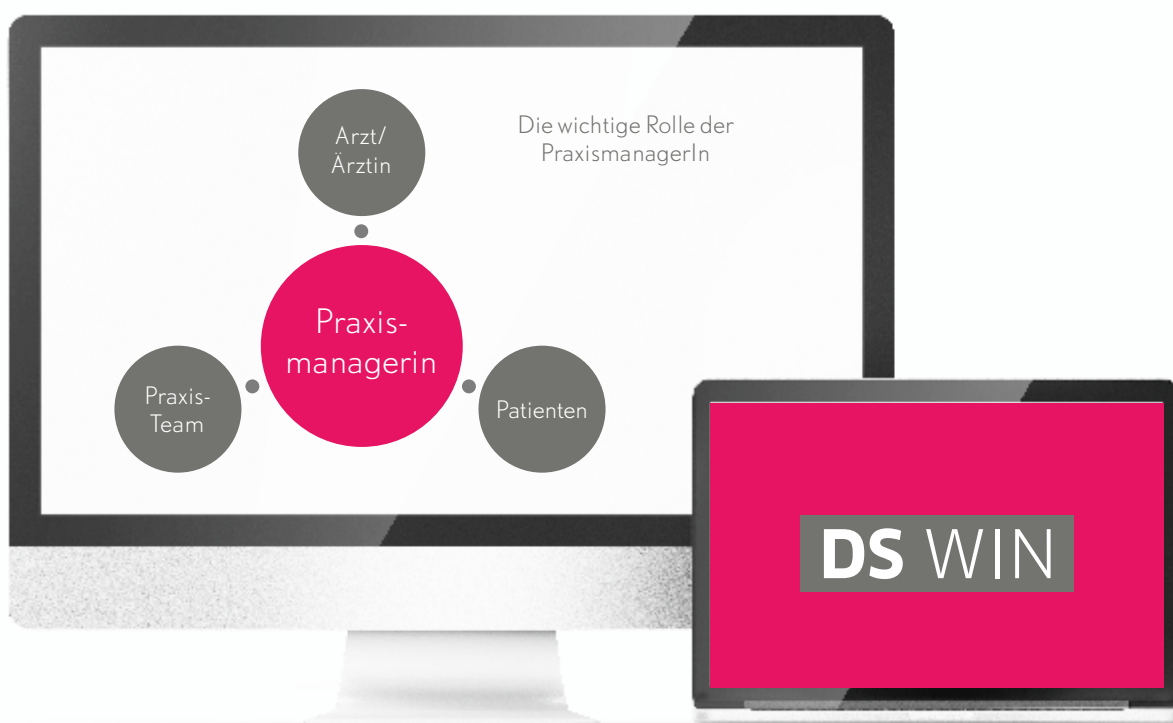 Arzt/
Ärztin
Die wichtige Rolle der
PraxismanagerIn
Praxis-
managerin
Praxis-
Team
Patienten
DS WIN